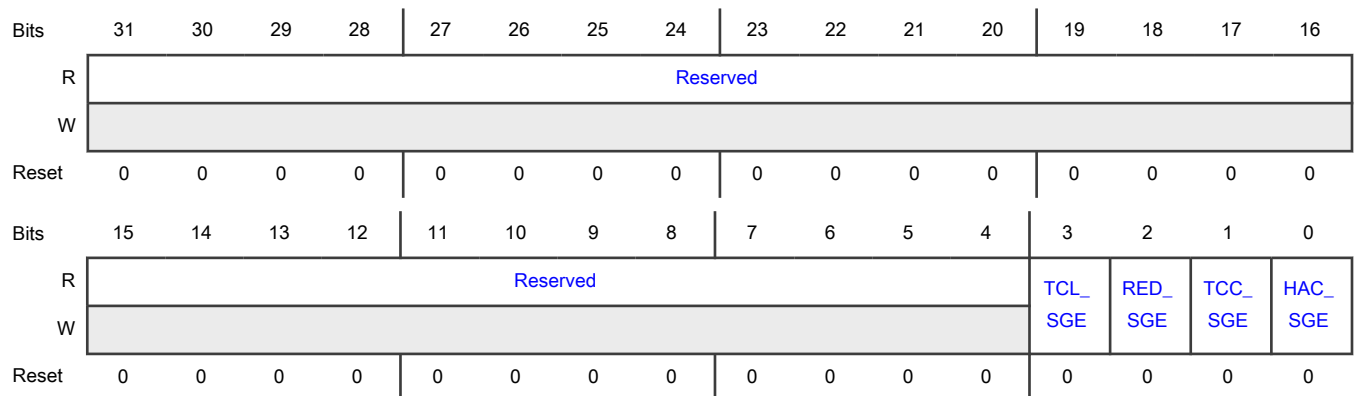 Bits 31 30 29 28 27 26 25 24 23 22 21 20 19 18 17 16
R Reserved
W
Reset 0 0 0 0 0 0 0 0 0 0 0 0 0 0 0 0
Bits 15 14 13 12 11 10 9 8 7 6 5 4 3 2 1 0
R Reserved TCL_ RED_ TCC_ HAC_
W SGE SGE SGE SGE
Reset 0 0 0 0 0 0 0 0 0 0 0 0 0 0 0 0